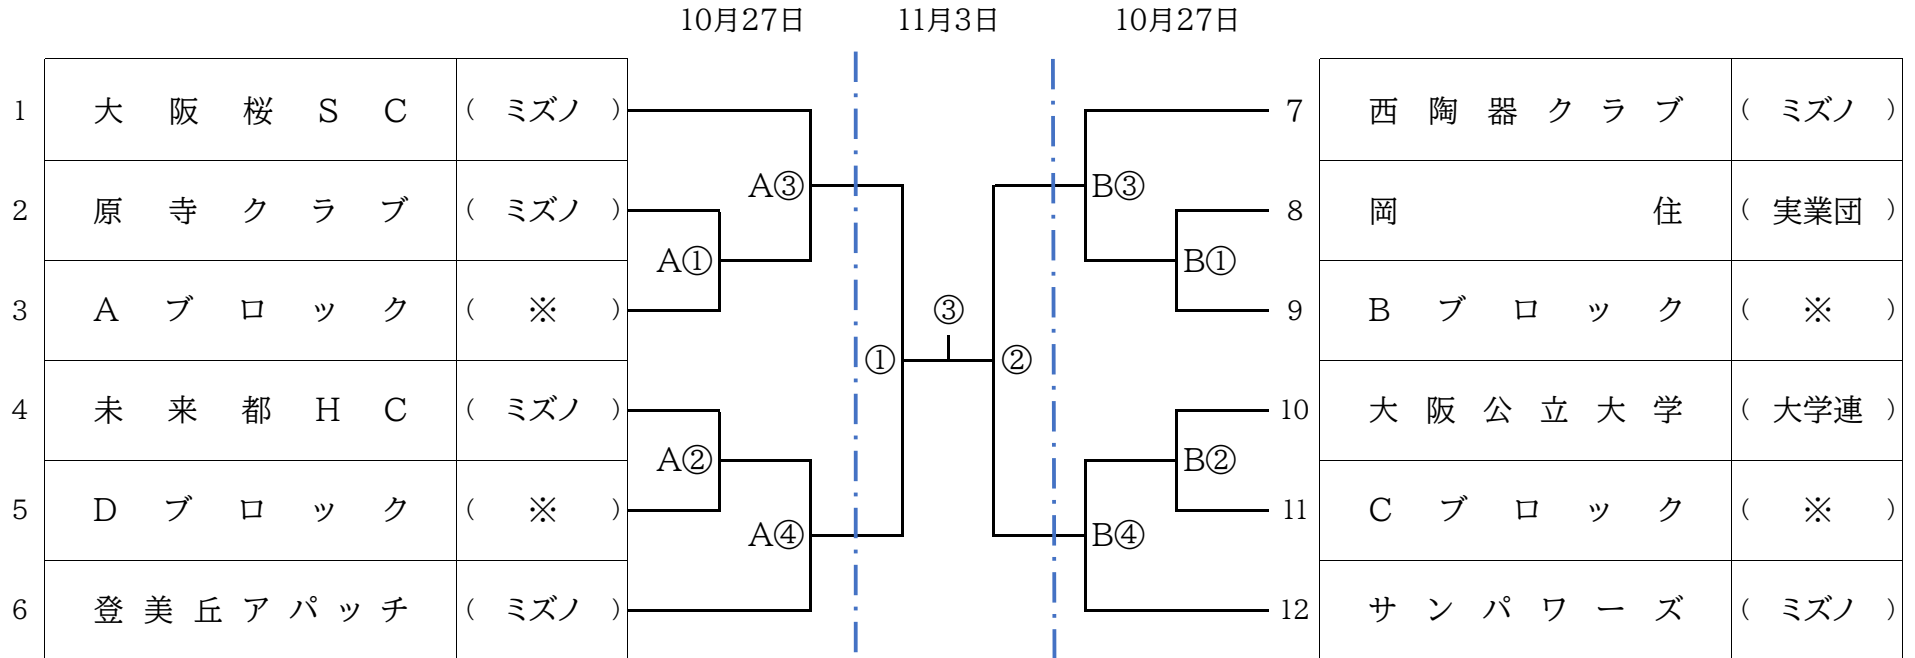 10月27日 11月3日 10月27日
1 大阪桜SC ( ミズノ ) 7 西陶器クラブ ( ミズノ )
A③ B③
2 原寺クラブ ( ミズノ ) 8 岡住 ( 実業団 )
A① B①
3 Aブロック ( ※ ) ③ 9 Bブロック ( ※ )
① ②
4 未来都HC ( ミズノ ) 10 大阪公立大学 ( 大学連 )
A② B②
5 Dブロック ( ※ ) 11 Cブロック ( ※ )
A④ B④
6 登美丘アパッチ ( ミズノ ) 12 サンパワーズ ( ミズノ )